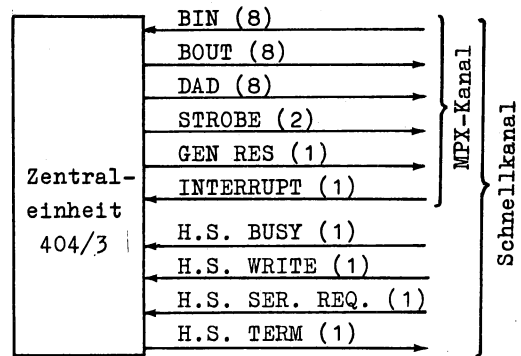 BIN (8)
BOUT (8)
DAD (8)
STROBE (2)
GEN RES (1)
INTERRUPT (1)
H.S. BUSY (1)
H.S. WRITE (1)
H.S. SER. REQ. (1)
H.S. TERM (1)
Zentral-
einheit
404/3
MPX-Kanal
Schnellkanal